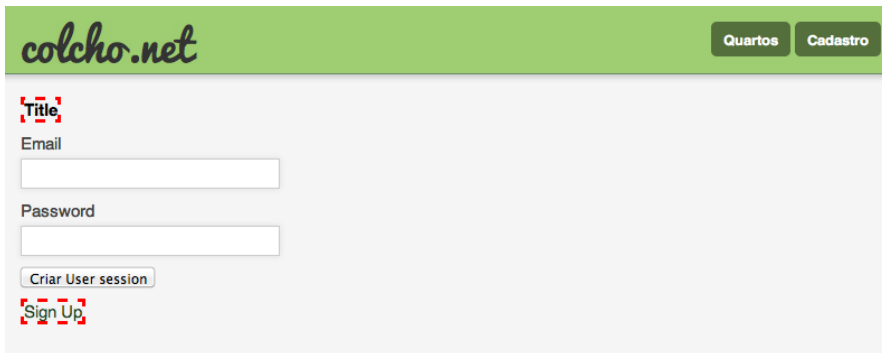 colcho.net
Quartos Cadastro
Title
Email
Password
Criar User session
Sign Up